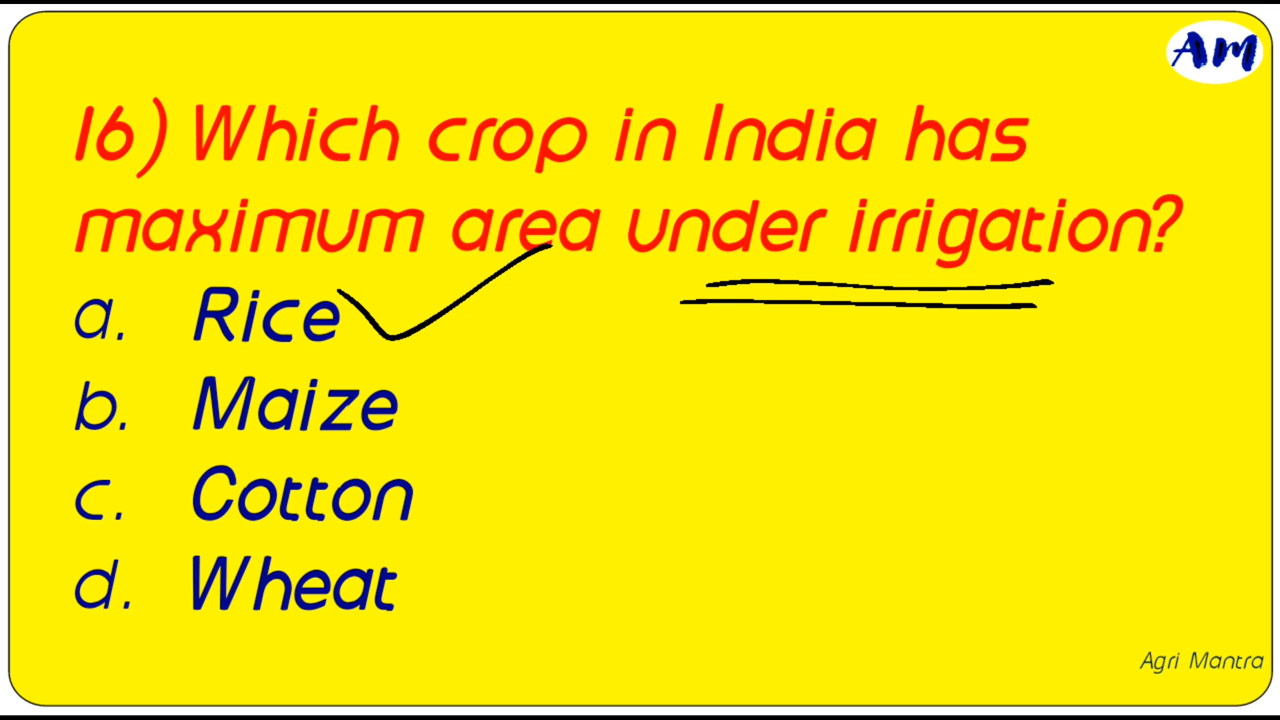 AM
16) Which crop in India has
maximum area under irrigation?
a. Rice
b. Maize
c. Cotton
d. Wheat
Agri Mantra